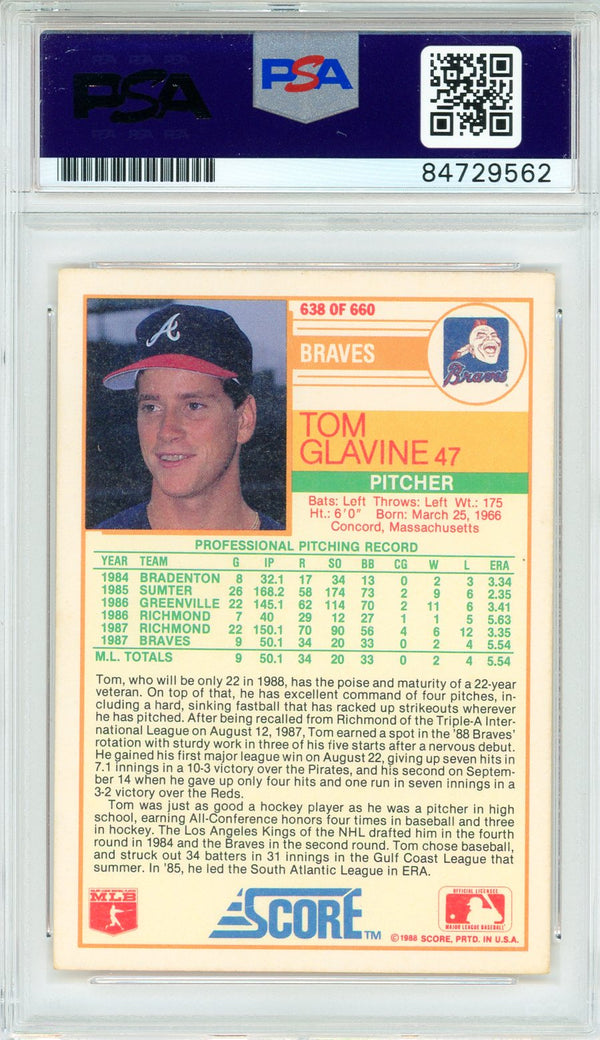 PSA
PSA
84729562
638 OF 660
BRAVES
Braves
TOM
GLAVINE 47
PITCHER
Bats: Left Throws: Left Wt.: 175
Ht.: 6'0" Born: March 25, 1966
Concord, Massachusetts
PROFESSIONAL PITCHING RECORD
YEAR TEAM G IP R SO BB CG W L ERA
1984 BRADENTON 8 32.1 17 34 13 0 2 3 3.34
1985 SUMTER 26 168.2 58 174 73 2 9 6 2.35
1986 GREENVILLE 22 145.1 62 114 70 2 11 6 3.41
1986 RICHMOND 7 40 29 12 27 1 1 5 5.63
1987 RICHMOND 22 150.1 70 90 56 4 6 12 3.35
1987 BRAVES 9 50.1 34 20 33 0 2 4 5.54
M.L. TOTALS 9 50.1 34 20 33 0 2 4 5.54
Tom, who will be only 22 in 1988, has the poise and maturity of a 22-year
veteran. On top of that, he has excellent command of four pitches, in-
cluding a hard, sinking fastball that has racked up strikeouts wherever
he has pitched. After being recalled from Richmond of the Triple-A Inter-
national League on August 12, 1987, Tom earned a spot in the '88 Braves'
rotation with sturdy work in three of his five starts after a nervous debut.
He gained his first major league win on August 22, giving up seven hits in
7.1 innings in a 10-3 victory over the Pirates, and his second on Septem-
ber 14 when he gave up only four hits and one run in seven innings in a
3-2 victory over the Reds.
Tom was just as good a hockey player as he was a pitcher in high
school, earning All-Conference honors four times in baseball and three
in hockey. The Los Angeles Kings of the NHL drafted him in the fourth
round in 1984 and the Braves in the second round. Tom chose baseball,
and struck out 34 batters in 31 innings in the Gulf Coast League that
summer. In '85, he led the South Atlantic League in ERA.
MLB
SCORE TM
OFFICIAL LICENSEE
MAJOR LEAGUE BASEBALL
©1988 SCORE, PRTD. IN U.S.A.